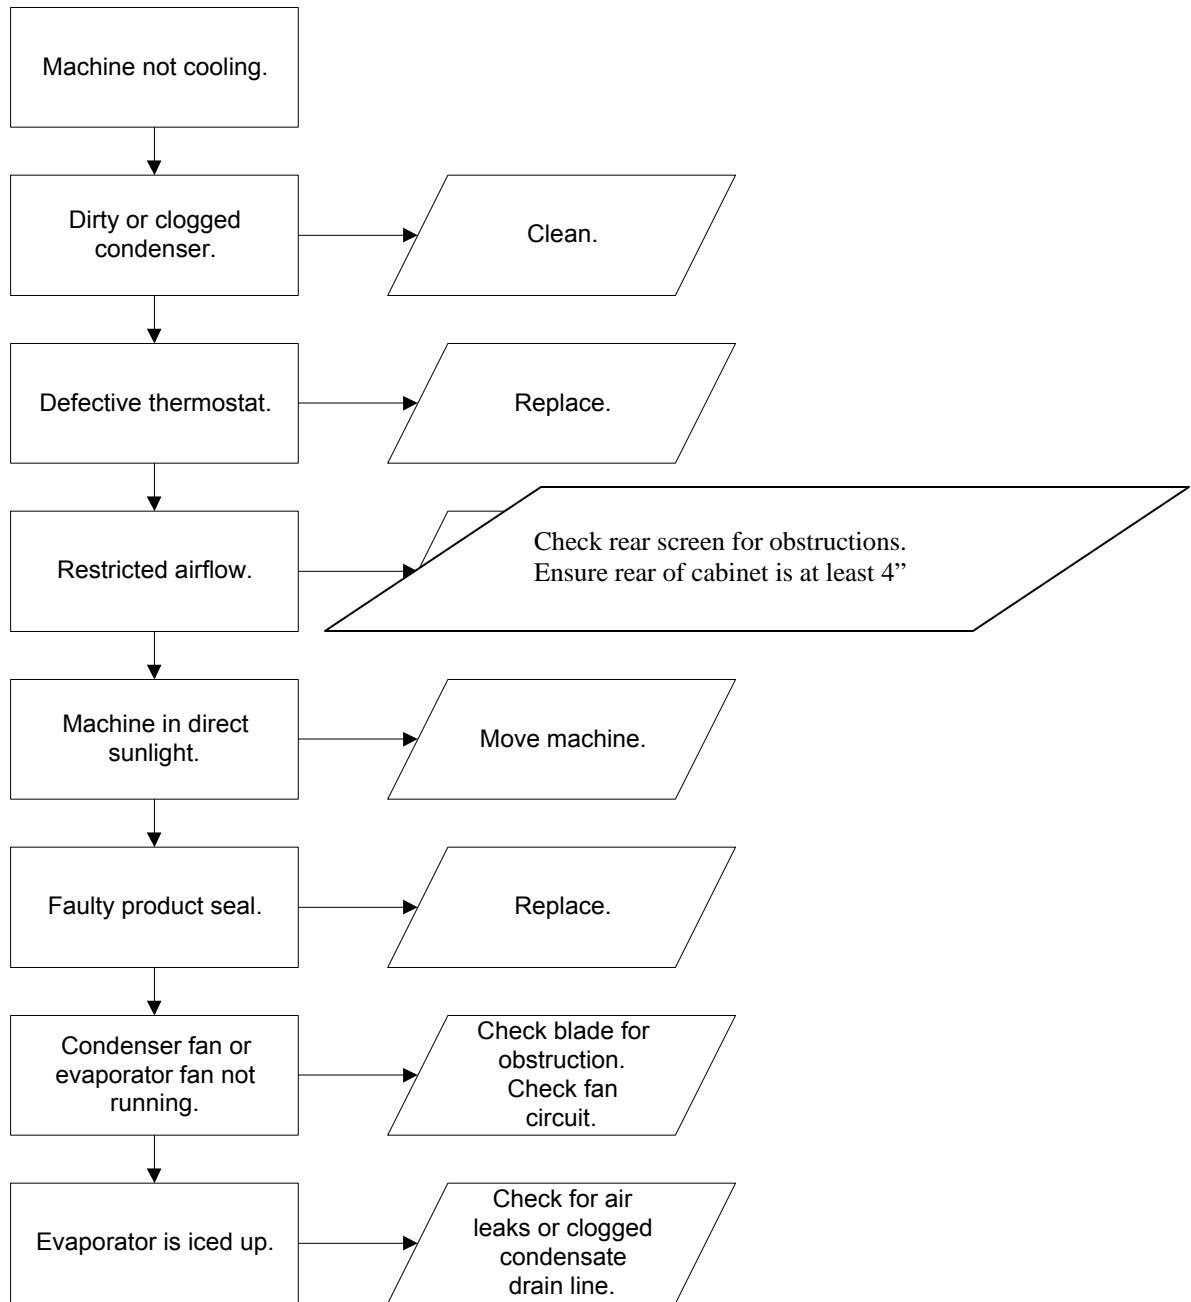 Machine not cooling.
Dirty or clogged
condenser.
Clean.
Defective thermostat.
Replace.
Restricted airflow.
Check rear screen for obstructions.
Ensure rear of cabinet is at least 4”
Machine in direct
sunlight.
Move machine.
Faulty product seal.
Replace.
Condenser fan or
evaporator fan not
running.
Check blade for
obstruction.
Check fan
circuit.
Evaporator is iced up.
Check for air
leaks or clogged
condensate
drain line.